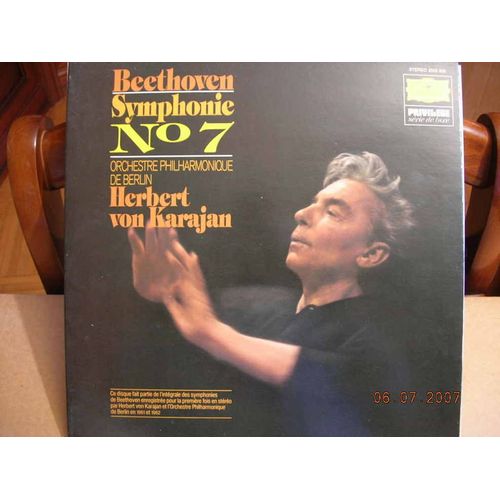 Beethoven
Symphonie
No 7
ORCHESTRE PHILHARMONIQUE
DE BERLIN
Herbert
von Karajan
STEREO
PRIVILEGE
série de luxe
Ce disque fait partie de l'intégrale des symphonies
de Beethoven enregistrée pour la première fois en stéréo
par Herbert von Karajan et l'Orchestre Philharmonique
de Berlin en 1961 et 1962
06.07.2007